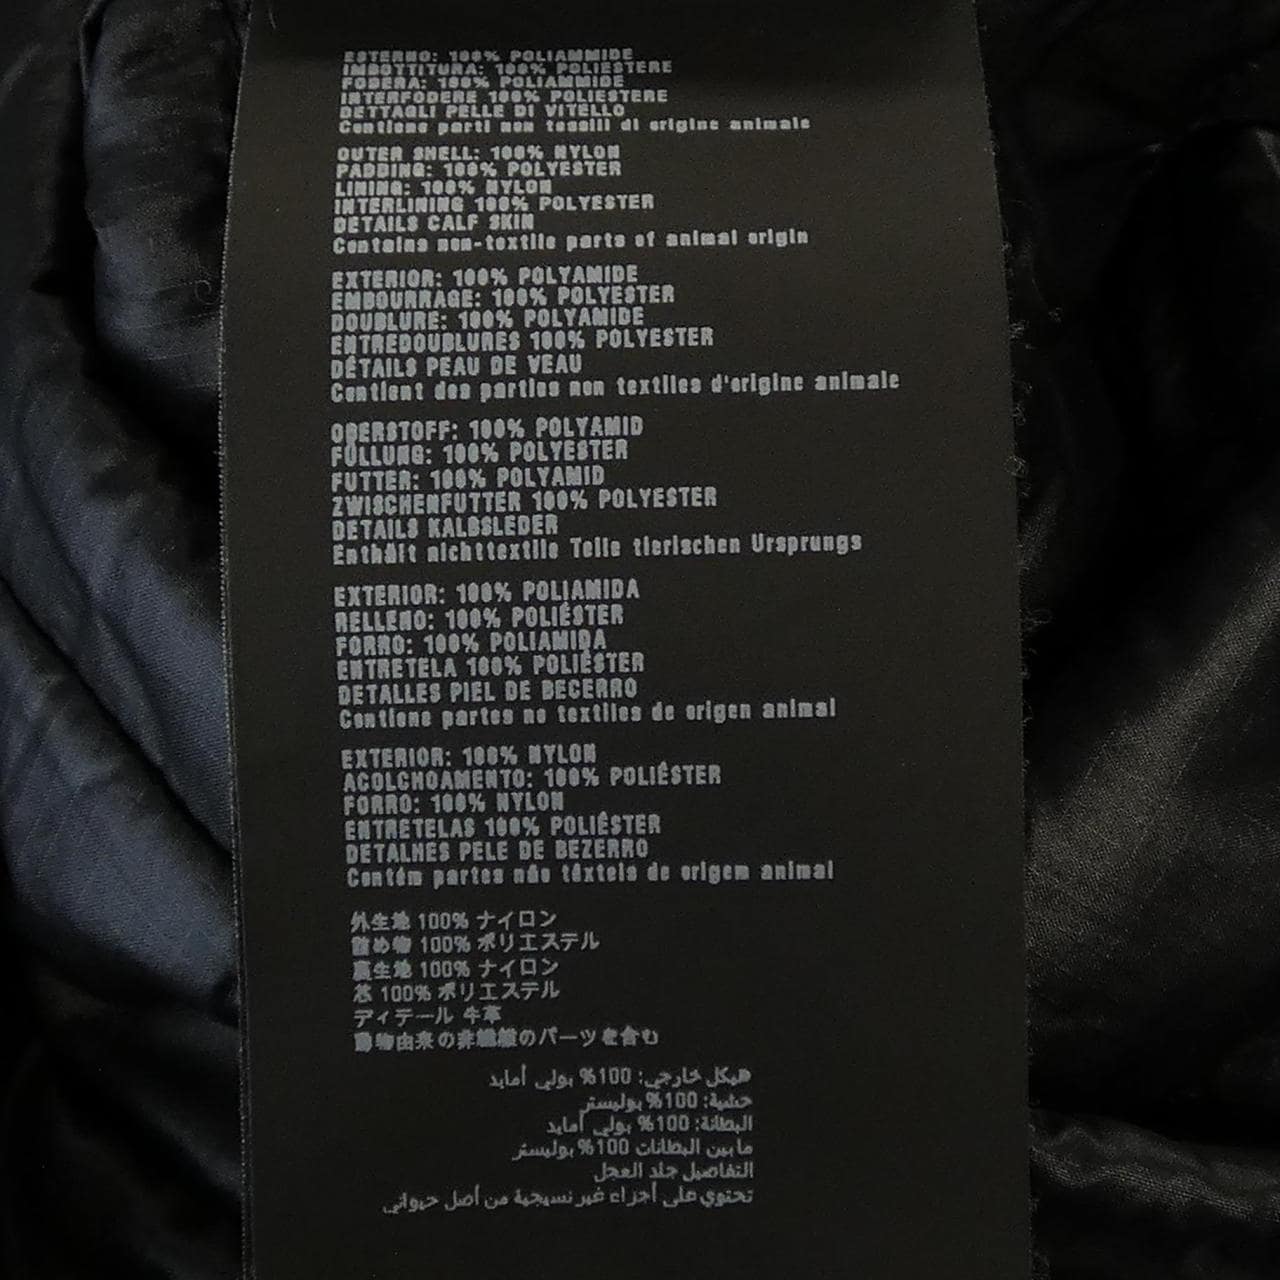 ESTERNO: 100% POLIAMMIDE
IMBOTTITURA: 100% POLIESTERE
FODERA: 100% POLIAMMIDE
INTERFODERE 100% POLIESTERE
DETTAGLI PELLE DI VITELLO
Contiene parti non tessili di origine animale
OUTER SHELL: 100% NYLON
PADDING: 100% POLYESTER
LINING: 100% NYLON
INTERLINING 100% POLYESTER
DETAILS CALF SKIN
Contains non-textile parts of animal origin
EXTERIOR: 100% POLYAMIDE
EMBOURRAGE: 100% POLYESTER
DOUBLURE: 100% POLYAMIDE
ENTREDOUBLURES 100% POLYESTER
DÉTAILS PEAU DE VEAU
Contient des parties non textiles d'origine animale
OBERSTOFF: 100% POLYAMID
FÜLLUNG: 100% POLYESTER
FUTTER: 100% POLYAMID
ZWISCHENFUTTER 100% POLYESTER
DETAILS KALBSLEDER
Enthält nichttextile Teile tierischen Ursprungs
EXTERIOR: 100% POLIAMIDA
RELLENO: 100% POLIÉSTER
FORRO: 100% POLIAMIDA
ENTRETELA 100% POLIÉSTER
DETALLES PIEL DE BECERRO
Contiene partes no textiles de origen animal
EXTERIOR: 100% NYLON
ACOLCHOAMENTO: 100% POLIÉSTER
FORRO: 100% NYLON
ENTRETELAS 100% POLIÉSTER
DETALHES PELE DE BEZERRO
Contém partes não têxteis de origem animal
外生地 100% ナイロン
詰め物 100% ポリエステル
裏生地 100% ナイロン
芯 100% ポリエステル
ディテール 牛革
動物由来の非繊維のパーツを含む
هيكل خارجي: 100% بولي أمايد
حشية: 100% بوليستر
البطانة: 100% بولي أمايد
ما بين البطانات 100% بوليستر
التفاصيل جلد العجل
تحتوي على أجزاء غير نسيجية من أصل حيواني